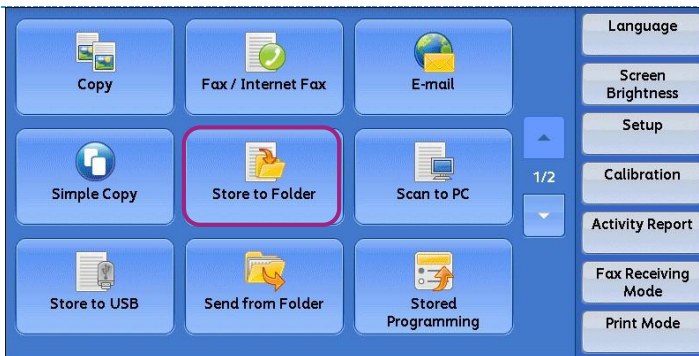 Copy
Fax / Internet Fax
E-mail
Simple Copy
Store to Folder
Scan to PC
Store to USB
Send from Folder
Stored
Programming
1/2
Language
Screen
Brightness
Setup
Calibration
Activity Report
Fax Receiving
Mode
Print Mode